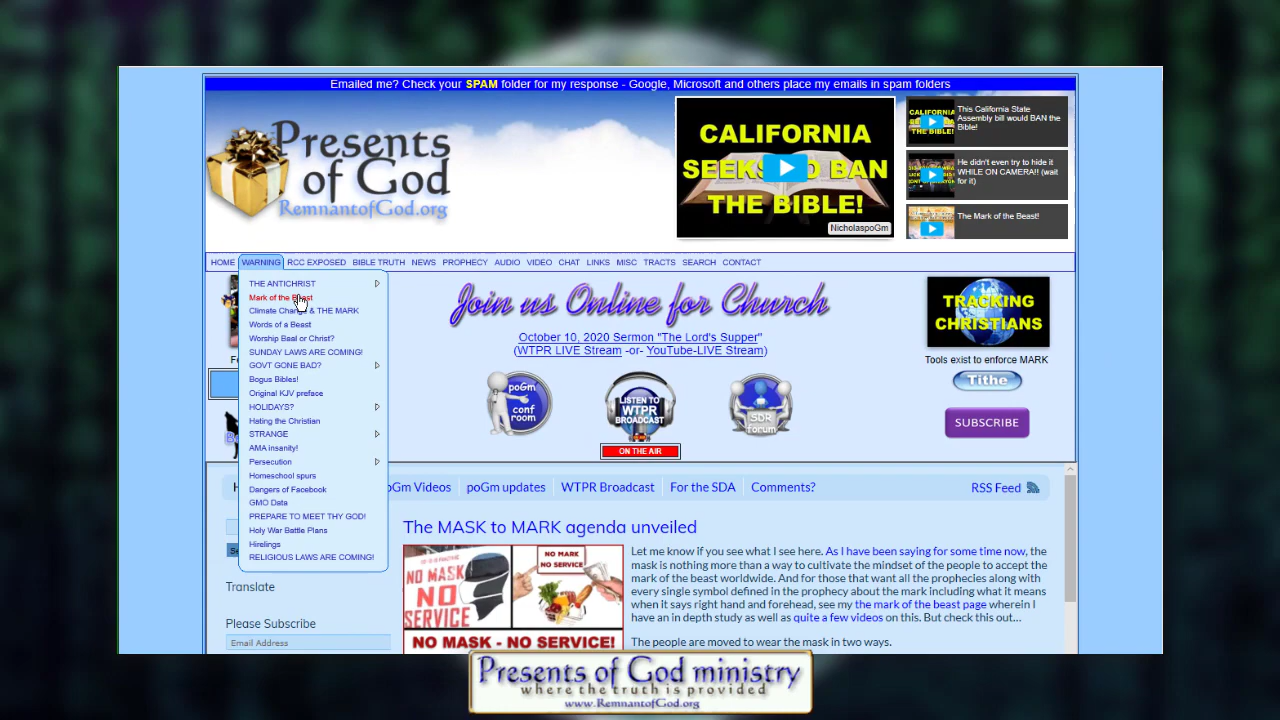 Emailed me? Check your SPAM folder for my response - Google, Microsoft and others place my emails in spam folders
Presents
of God
RemnantofGod.org
CALIFORNIA
SEEKS TO BAN
THE BIBLE!
NicholaspoGm
This California State
Assembly bill would BAN the
Bible!
He didn't even try to hide it
WHILE ON CAMERA!! (wait
for it)
The Mark of the Beast!
HOME WARNING RCC EXPOSED BIBLE TRUTH NEWS PROPHECY AUDIO VIDEO CHAT LINKS MISC TRACTS SEARCH CONTACT
THE ANTICHRIST
Mark of the Beast
Climate Change & THE MARK
Words of a Beast
Worship Baal or Christ?
SUNDAY LAWS ARE COMING!
GOVT GONE BAD?
Bogus Bibles!
Original KJV preface
HOLIDAYS?
Hating the Christian
STRANGE
AMA insanity!
Persecution
Homeschool spurs
Dangers of Facebook
GMO Data
PREPARE TO MEET THY GOD!
Holy War Battle Plans
Hirelings
RELIGIOUS LAWS ARE COMING!
Join us Online for Church
October 10, 2020 Sermon "The Lord's Supper"
(WTPR LIVE Stream -or- YouTube-LIVE Stream)
poGm
conf
room
LISTEN TO
WTPR
BROADCAST
ON THE AIR
SDR
forum
TRACKING
CHRISTIANS
Tools exist to enforce MARK
Tithe
SUBSCRIBE
poGm Videos poGm updates WTPR Broadcast For the SDA Comments? RSS Feed
The MASK to MARK agenda unveiled
NO MASK
NO
SERVICE
NO MARK
NO SERVICE
NO MASK - NO SERVICE!
Let me know if you see what I see here. As I have been saying for some time now, the
mask is nothing more than a way to cultivate the mindset of the people to accept the
mark of the beast worldwide. And for those that want all the prophecies along with
every single symbol defined in the prophecy about the mark including what it means
when it says right hand and forehead, see my the mark of the beast page wherein I
have an in depth study as well as quite a few videos on this. But check this out...
The people are moved to wear the mask in two ways.
Translate
Please Subscribe
Email Address
Presents of God ministry
where the truth is provided
www.RemnantofGod.org